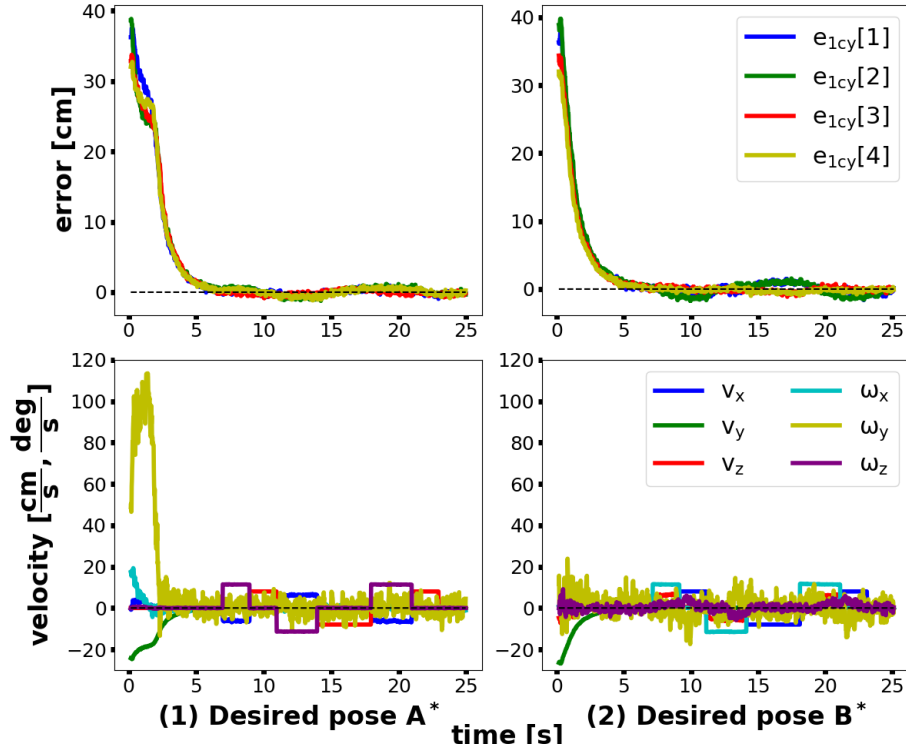 error [cm]
40
30
20
10
0
0 5 10 15 20 25
40
30
20
10
0
0 5 10 15 20 25
e1cy[1]
e1cy[2]
e1cy[3]
e1cy[4]
velocity [cm/s, deg/s]
120
100
80
60
40
20
0
−20
0 5 10 15 20 25
120
100
80
60
40
20
0
−20
0 5 10 15 20 25
vx ωx
vy ωy
vz ωz
(1) Desired pose A* (2) Desired pose B*
time [s]